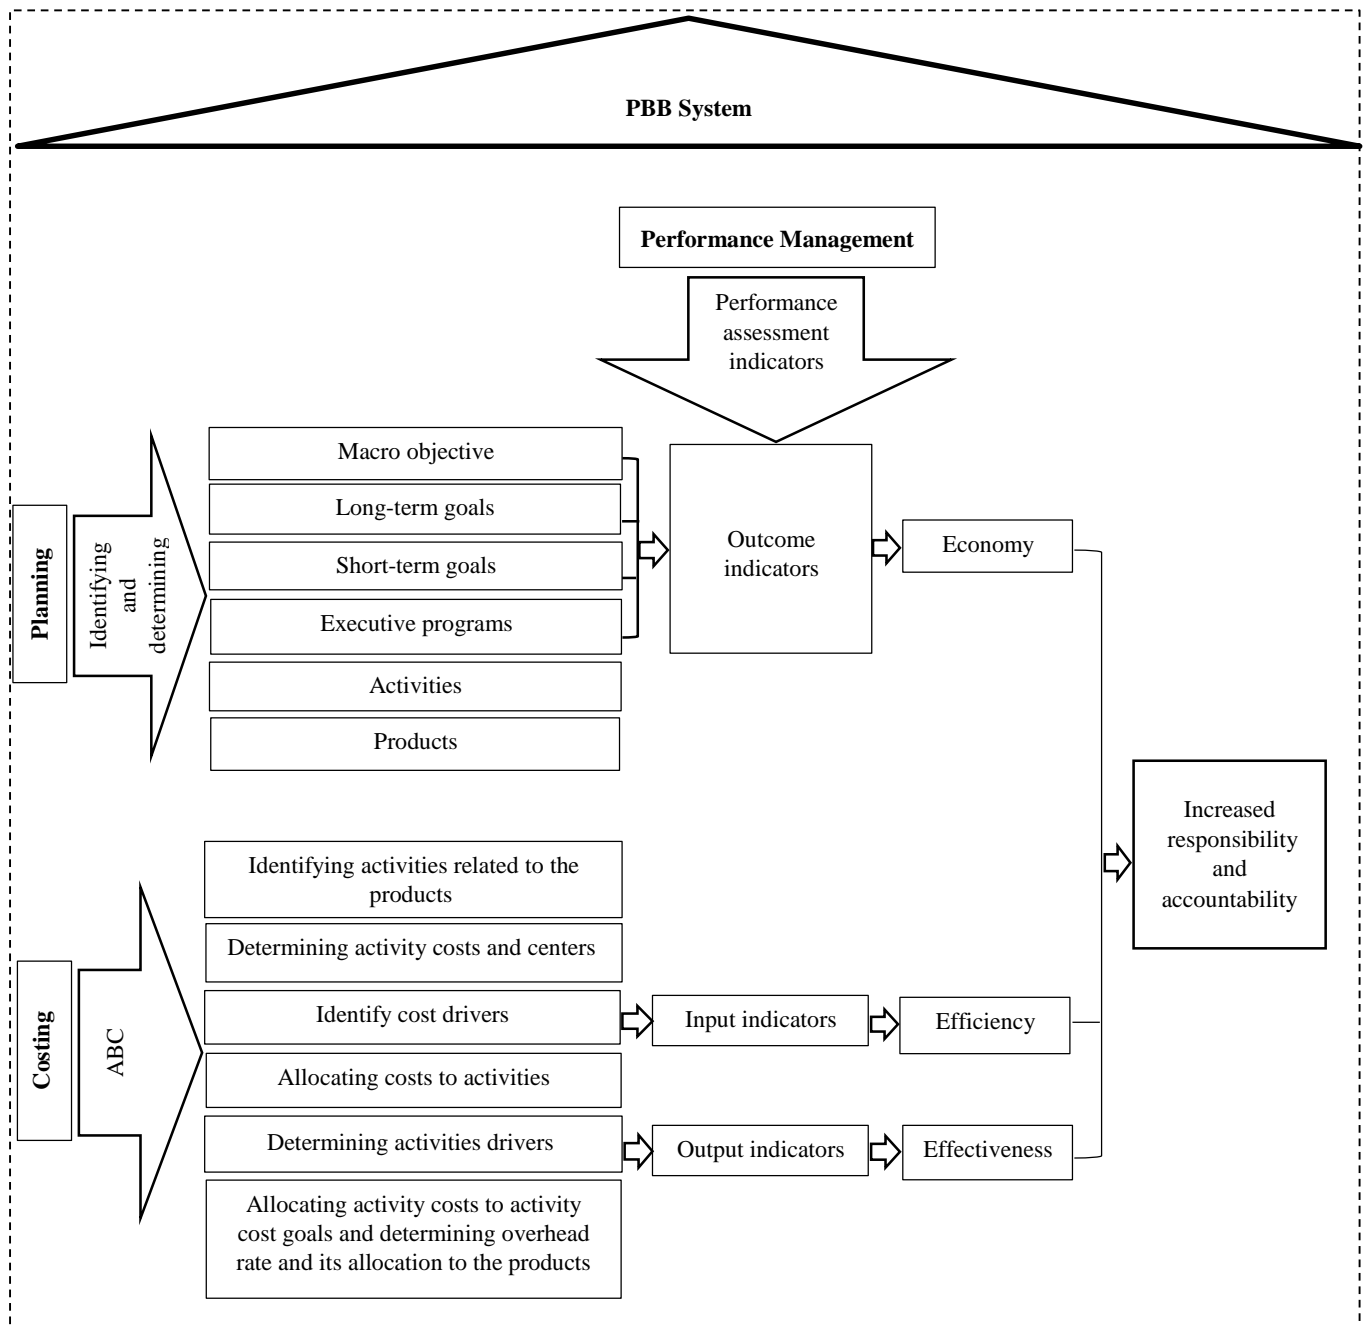 PBB System
Performance Management
Performance
assessment
indicators
Planning
Identifying
and
determining
Macro objective
Long-term goals
Short-term goals
Executive programs
Activities
Products
Outcome
indicators
Economy
Increased
responsibility
and
accountability
Costing
ABC
Identifying activities related to the
products
Determining activity costs and centers
Identify cost drivers
Input indicators
Efficiency
Allocating costs to activities
Determining activities drivers
Output indicators
Effectiveness
Allocating activity costs to activity
cost goals and determining overhead
rate and its allocation to the products